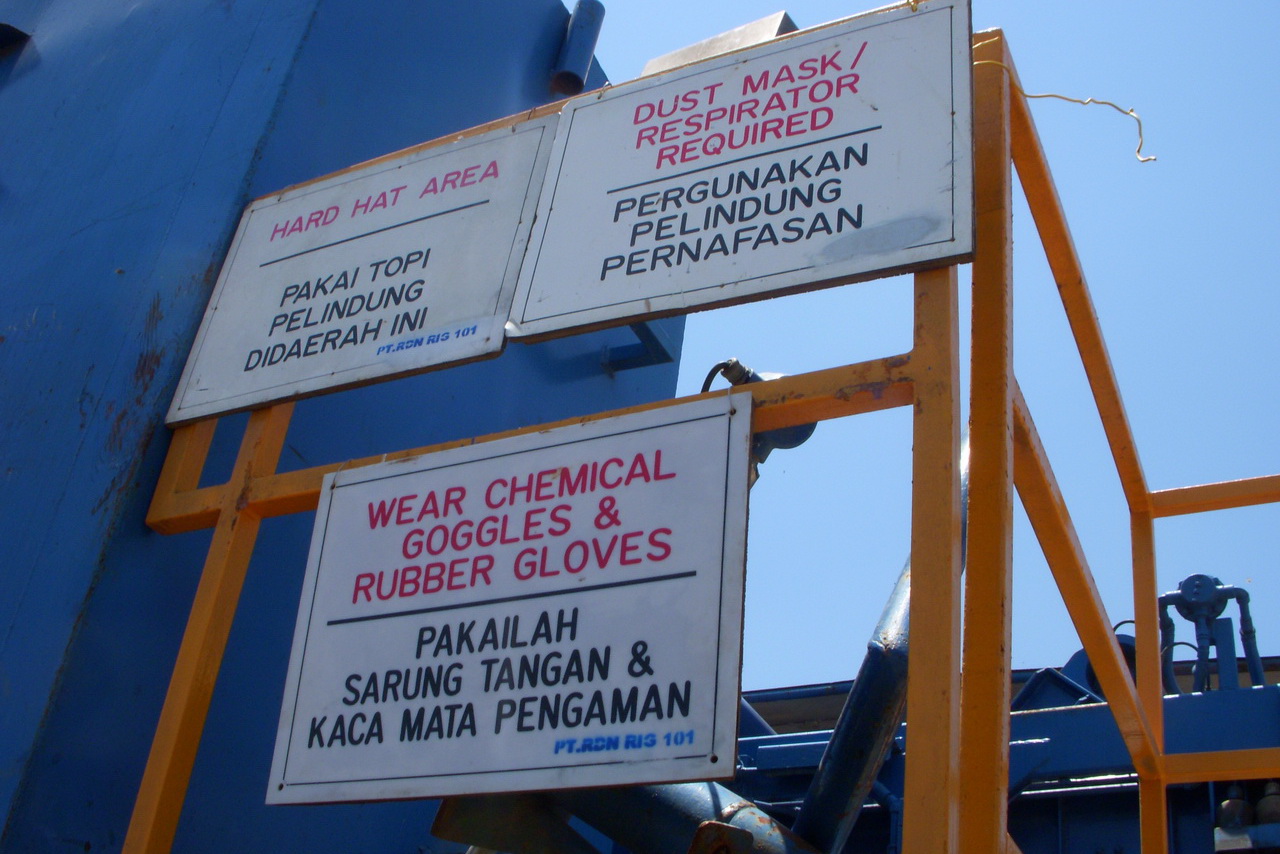 HARD HAT AREA
PAKAI TOPI
PELINDUNG
DIDAERAH INI
PT.RDN RIG 101
DUST MASK/
RESPIRATOR
REQUIRED
PERGUNAKAN
PELINDUNG
PERNAFASAN
WEAR CHEMICAL
GOGGLES &
RUBBER GLOVES
PAKAILAH
SARUNG TANGAN &
KACA MATA PENGAMAN
PT.RDN RIG 101